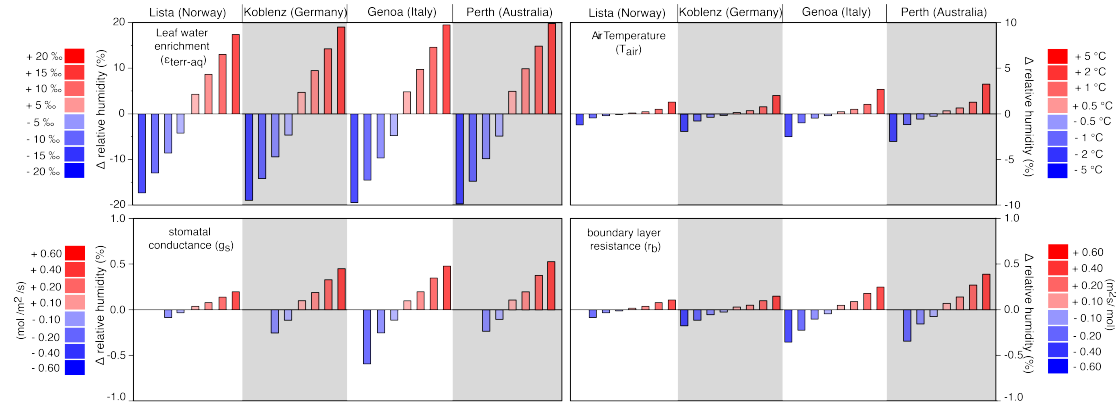 Lista (Norway) Koblenz (Germany) Genoa (Italy) Perth (Australia) Lista (Norway) Koblenz (Germany) Genoa (Italy) Perth (Australia)
+ 20 ‰
+ 15 ‰
+ 10 ‰
+ 5 ‰
- 5 ‰
- 10 ‰
- 15 ‰
- 20 ‰
Δ relative humidity (%)
20
10
0
-10
-20
Leaf water
enrichment
(εterr-aq)
Air Temperature
(Tair)
10
5
0
-5
-10
Δ relative humidity (%)
+ 5 °C
+ 2 °C
+ 1 °C
+ 0.5 °C
- 0.5 °C
- 1 °C
- 2 °C
- 5 °C
(mol /m² /s)
+ 0.60
+ 0.40
+ 0.20
+ 0.10
- 0.10
- 0.20
- 0.40
- 0.60
Δ relative humidity (%)
1.0
0.5
0.0
-0.5
-1.0
stomatal
conductance (gs)
boundary layer
resistance (rb)
1.0
0.5
0.0
-0.5
-1.0
Δ relative humidity (%)
+ 0.60
+ 0.40
+ 0.20
+ 0.10
- 0.10
- 0.20
- 0.40
- 0.60
(m²s/ mol)